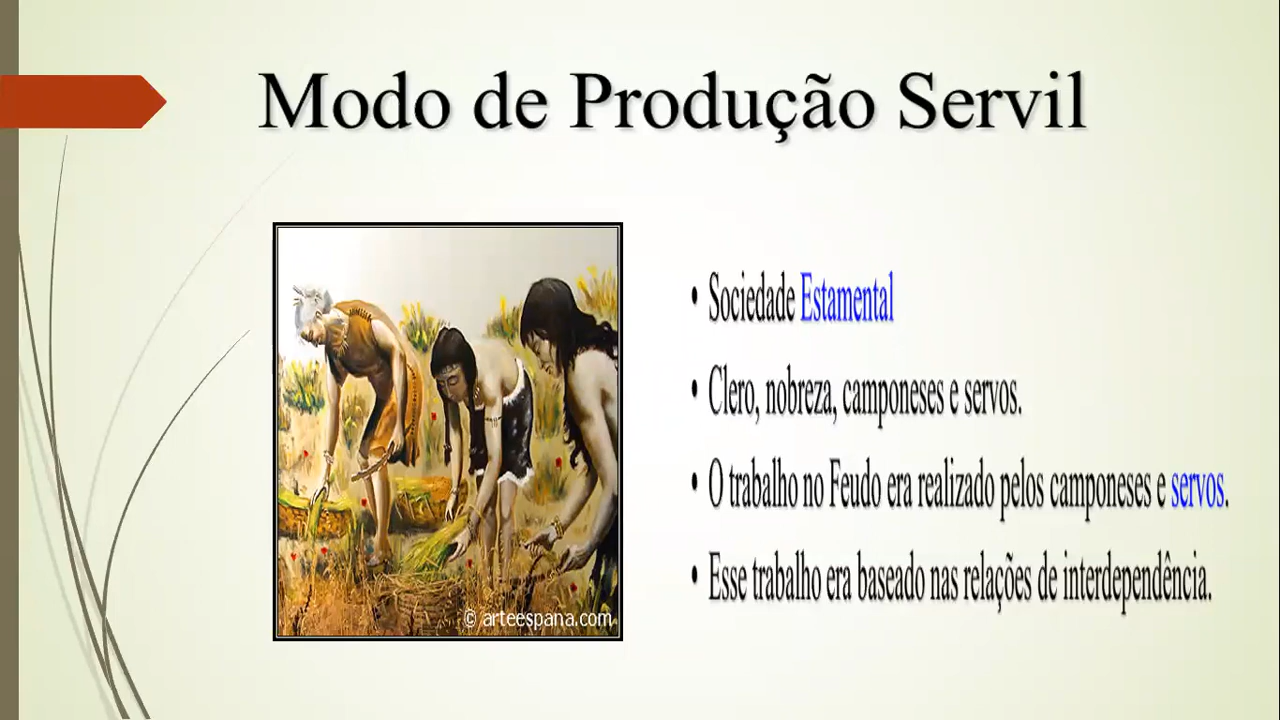 Modo de Produção Servil
• Sociedade Estamental
• Clero, nobreza, camponeses e servos.
• O trabalho no Feudo era realizado pelos camponeses e servos.
• Esse trabalho era baseado nas relações de interdependência.
© arteespana.com